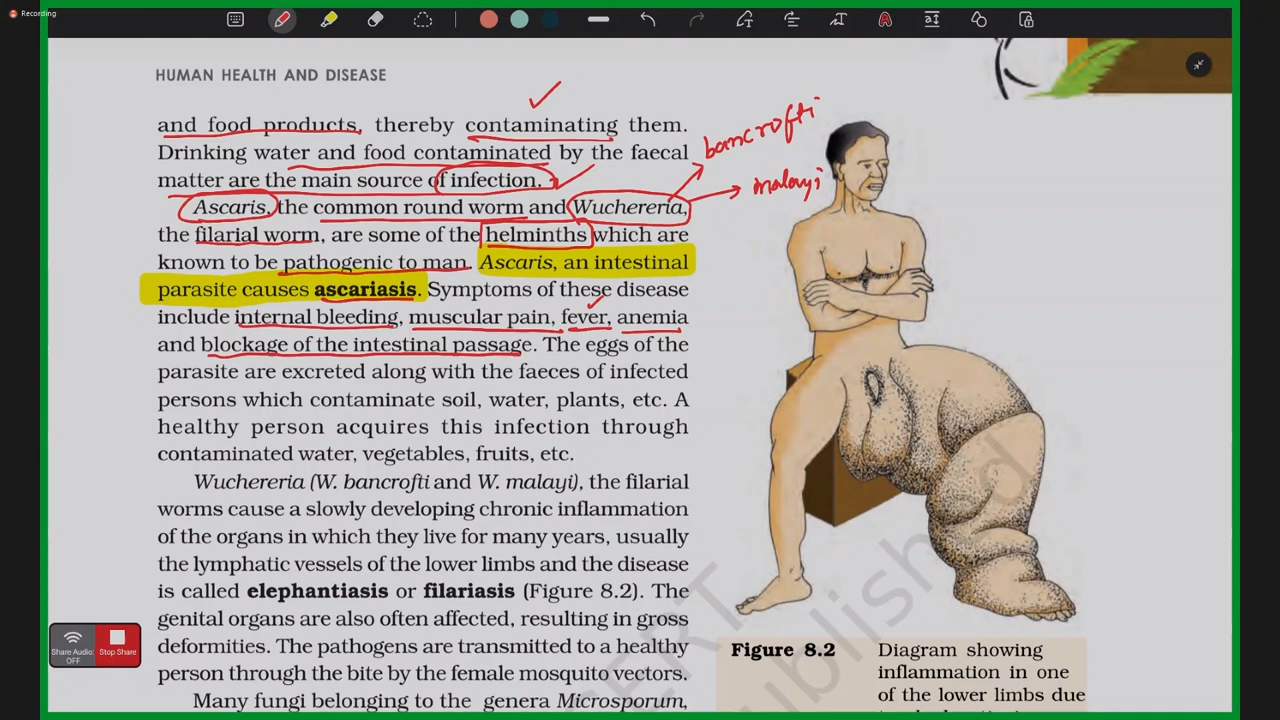 Recording
HUMAN HEALTH AND DISEASE
and food products, thereby contaminating them.
Drinking water and food contaminated by the faecal
matter are the main source of infection.
Ascaris, the common round worm and Wuchereria,
the filarial worm, are some of the helminths which are
known to be pathogenic to man. Ascaris, an intestinal
parasite causes ascariasis. Symptoms of these disease
include internal bleeding, muscular pain, fever, anemia
and blockage of the intestinal passage. The eggs of the
parasite are excreted along with the faeces of infected
persons which contaminate soil, water, plants, etc. A
healthy person acquires this infection through
contaminated water, vegetables, fruits, etc.
Wuchereria (W. bancrofti and W. malayi), the filarial
worms cause a slowly developing chronic inflammation
of the organs in which they live for many years, usually
the lymphatic vessels of the lower limbs and the disease
is called elephantiasis or filariasis (Figure 8.2). The
genital organs are also often affected, resulting in gross
deformities. The pathogens are transmitted to a healthy
person through the bite by the female mosquito vectors.
Many fungi belonging to the genera Microsporum,
bancrofti
malayi
Figure 8.2 Diagram showing
inflammation in one
of the lower limbs due
Share Audio: OFF
Stop Share